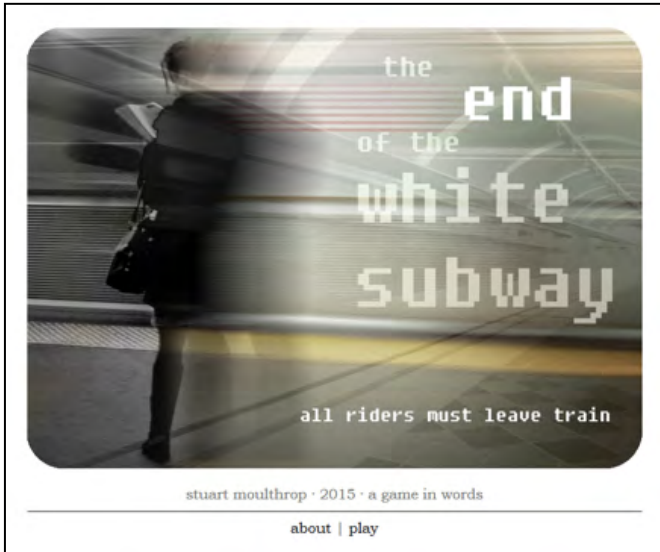 the
end
of the
white
subway
all riders must leave train
stuart moulthrop · 2015 · a game in words
about | play